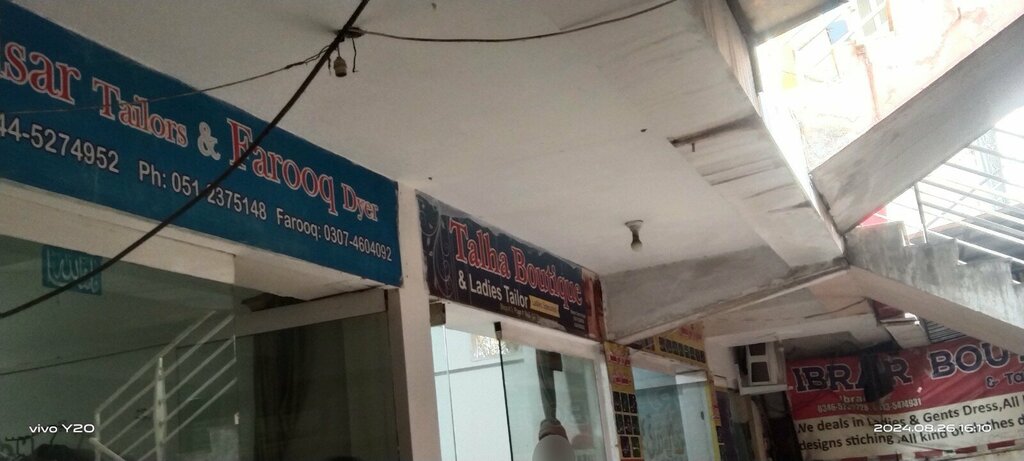 sar Tailors & Farooq Dyer
44-5274952 Ph: 051-2375148 Farooq: 0307-4604092
Talha Boutique
& Ladies Tailor
IBRAR BOU
& Ta
We deals in & Gents Dress,All
designs stiching All kind of
vivo Y20
2024.08.26 16:10